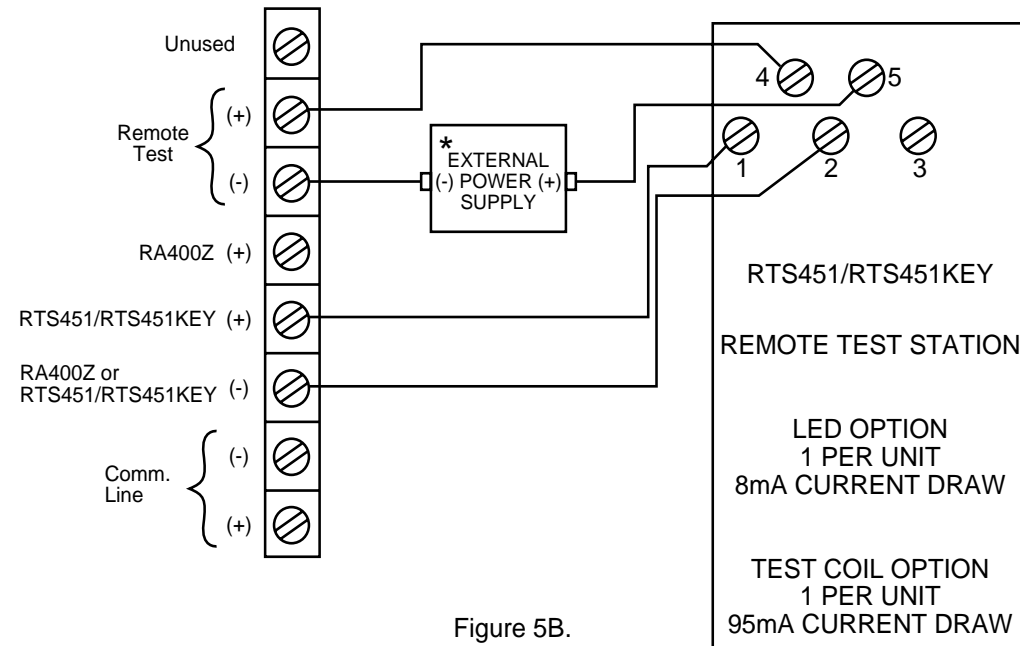 Unused
Remote
Test
(+)
(-)
RA400Z (+)
RTS451/RTS451KEY (+)
RA400Z or
RTS451/RTS451KEY (-)
Comm.
Line
(-)
(+)
*
EXTERNAL
(-) POWER (+)
SUPPLY
4
5
1
2
3
RTS451/RTS451KEY
REMOTE TEST STATION
LED OPTION
1 PER UNIT
8mA CURRENT DRAW
TEST COIL OPTION
1 PER UNIT
95mA CURRENT DRAW
Figure 5B.